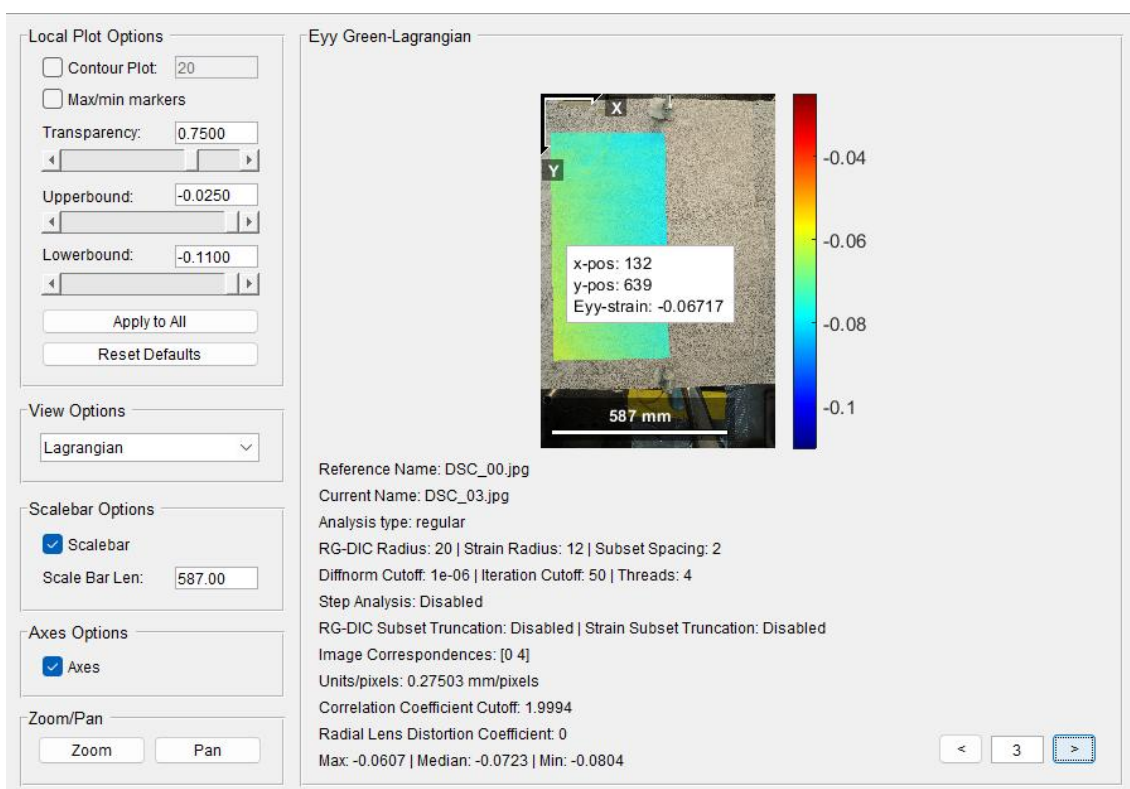 Local Plot Options
Contour Plot: 20
Max/min markers
Transparency: 0.7500
Upperbound: -0.0250
Lowerbound: -0.1100
Apply to All
Reset Defaults
View Options
Lagrangian
Scalebar Options
Scalebar
Scale Bar Len: 587.00
Axes Options
Axes
Zoom/Pan
Zoom Pan
Eyy Green-Lagrangian
X
Y
x-pos: 132
y-pos: 639
Eyy-strain: -0.06717
587 mm
-0.04
-0.06
-0.08
-0.1
Reference Name: DSC_00.jpg
Current Name: DSC_03.jpg
Analysis type: regular
RG-DIC Radius: 20 | Strain Radius: 12 | Subset Spacing: 2
Diffnorm Cutoff: 1e-06 | Iteration Cutoff: 50 | Threads: 4
Step Analysis: Disabled
RG-DIC Subset Truncation: Disabled | Strain Subset Truncation: Disabled
Image Correspondences: [0 4]
Units/pixels: 0.27503 mm/pixels
Correlation Coefficient Cutoff: 1.9994
Radial Lens Distortion Coefficient: 0
Max: -0.0607 | Median: -0.0723 | Min: -0.0804
< 3 >